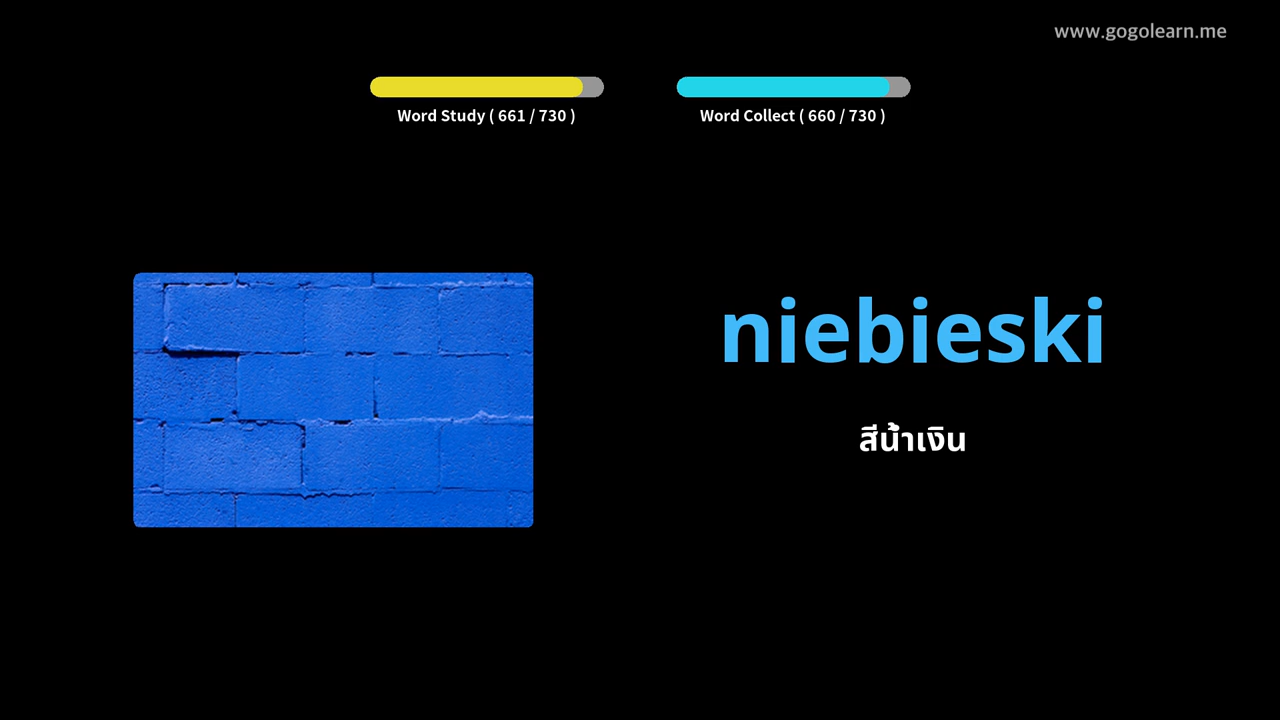 www.gogolearn.me
Word Study ( 661 / 730 )
Word Collect ( 660 / 730 )
niebieski
สีน้ำเงิน